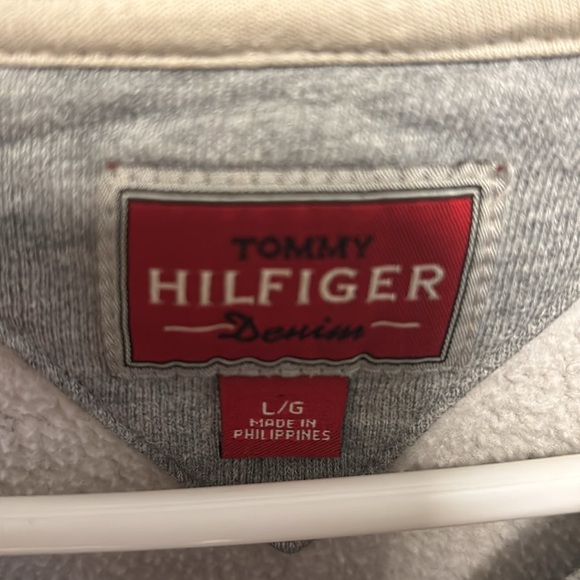 TOMMY
HILFIGER
Denim
L/G
MADE IN
PHILIPPINES